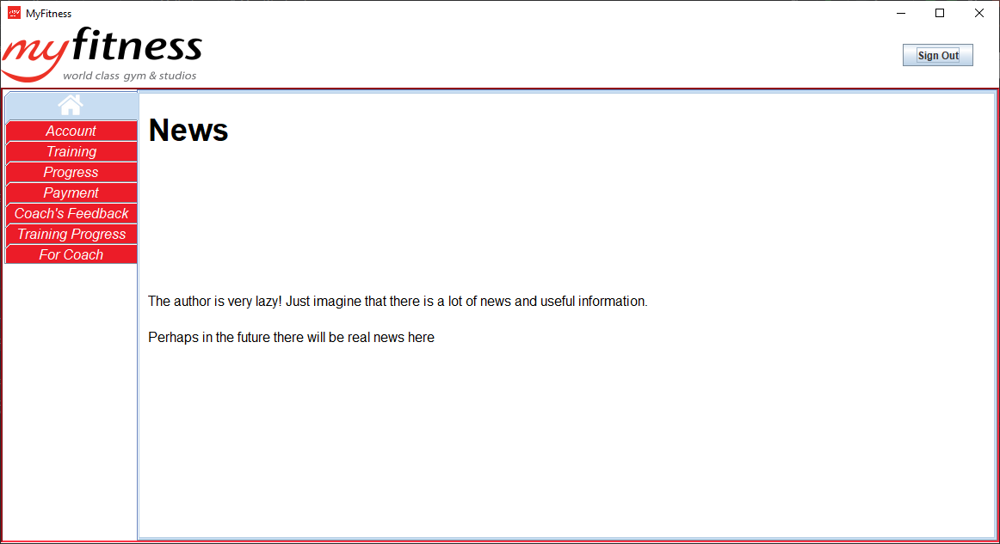 MyFitness
myfitness
world class gym & studios
Sign Out
Account
Training
Progress
Payment
Coach's Feedback
Training Progress
For Coach
News
The author is very lazy! Just imagine that there is a lot of news and useful information.
Perhaps in the future there will be real news here